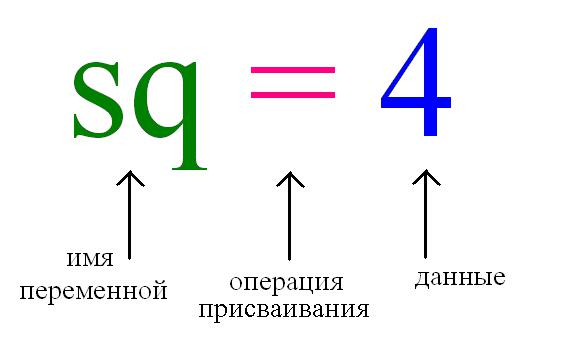 sq = 4
имя
переменной
операция
присваивания
данные